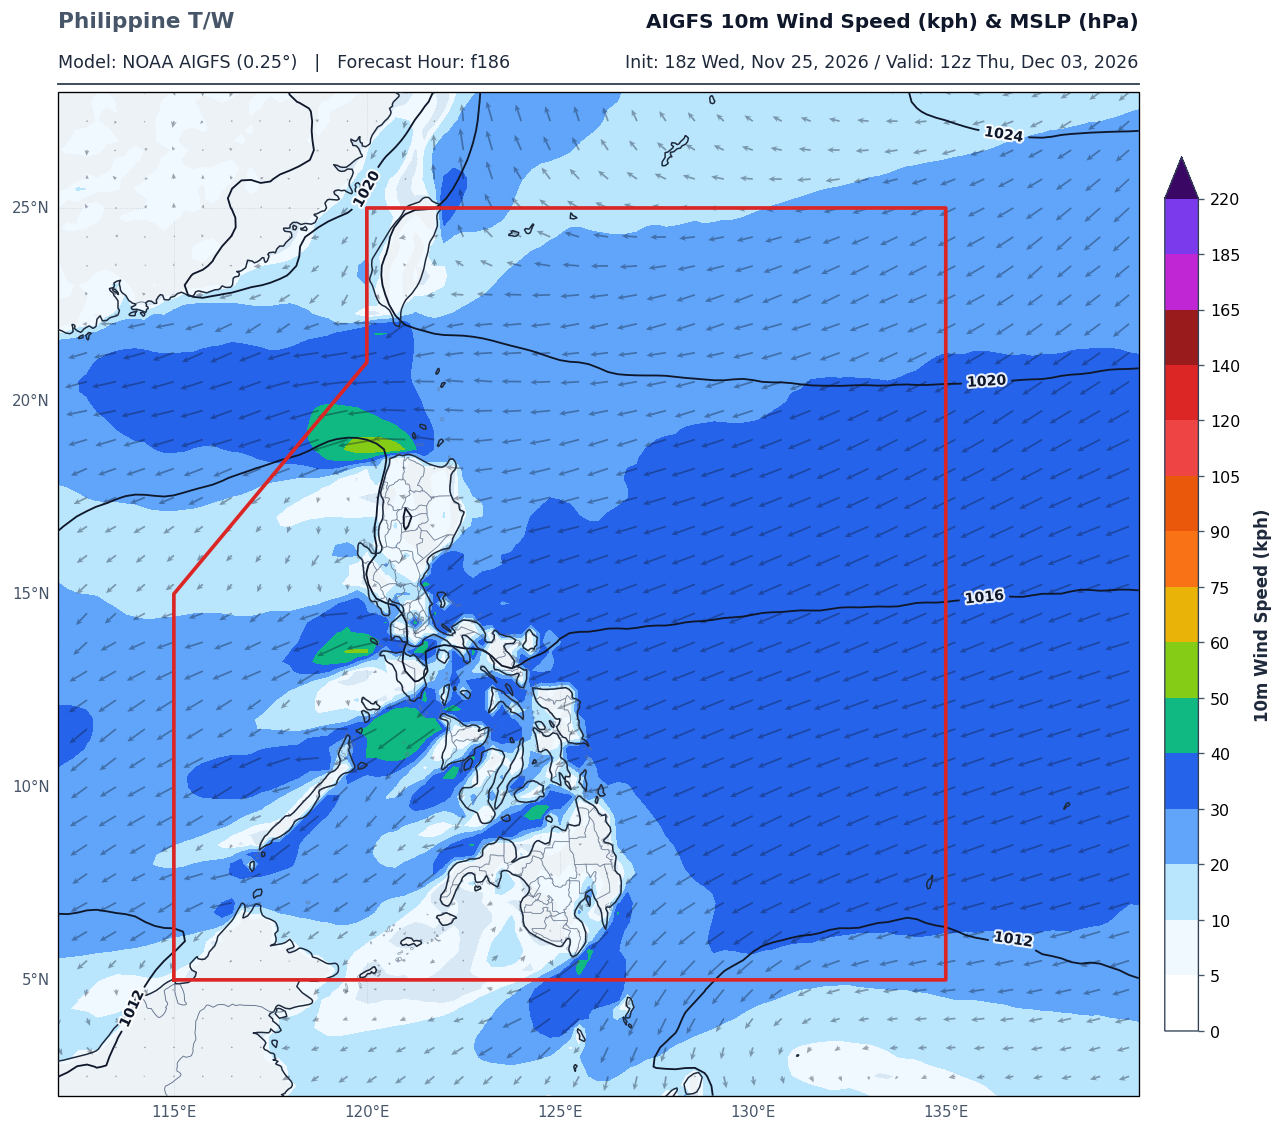 Philippine T/W
AIGFS 10m Wind Speed (kph) & MSLP (hPa)
Model: NOAA AIGFS (0.25°)   |   Forecast Hour: f186
Init: 18z Wed, Nov 25, 2026 / Valid: 12z Thu, Dec 03, 2026
1024
1020
25°N
1020
20°N
1016
15°N
10°N
1012
5°N
1012
115°E
120°E
125°E
130°E
135°E
220
185
165
140
120
105
90
75
60
50
40
30
20
10
5
0
10m Wind Speed (kph)